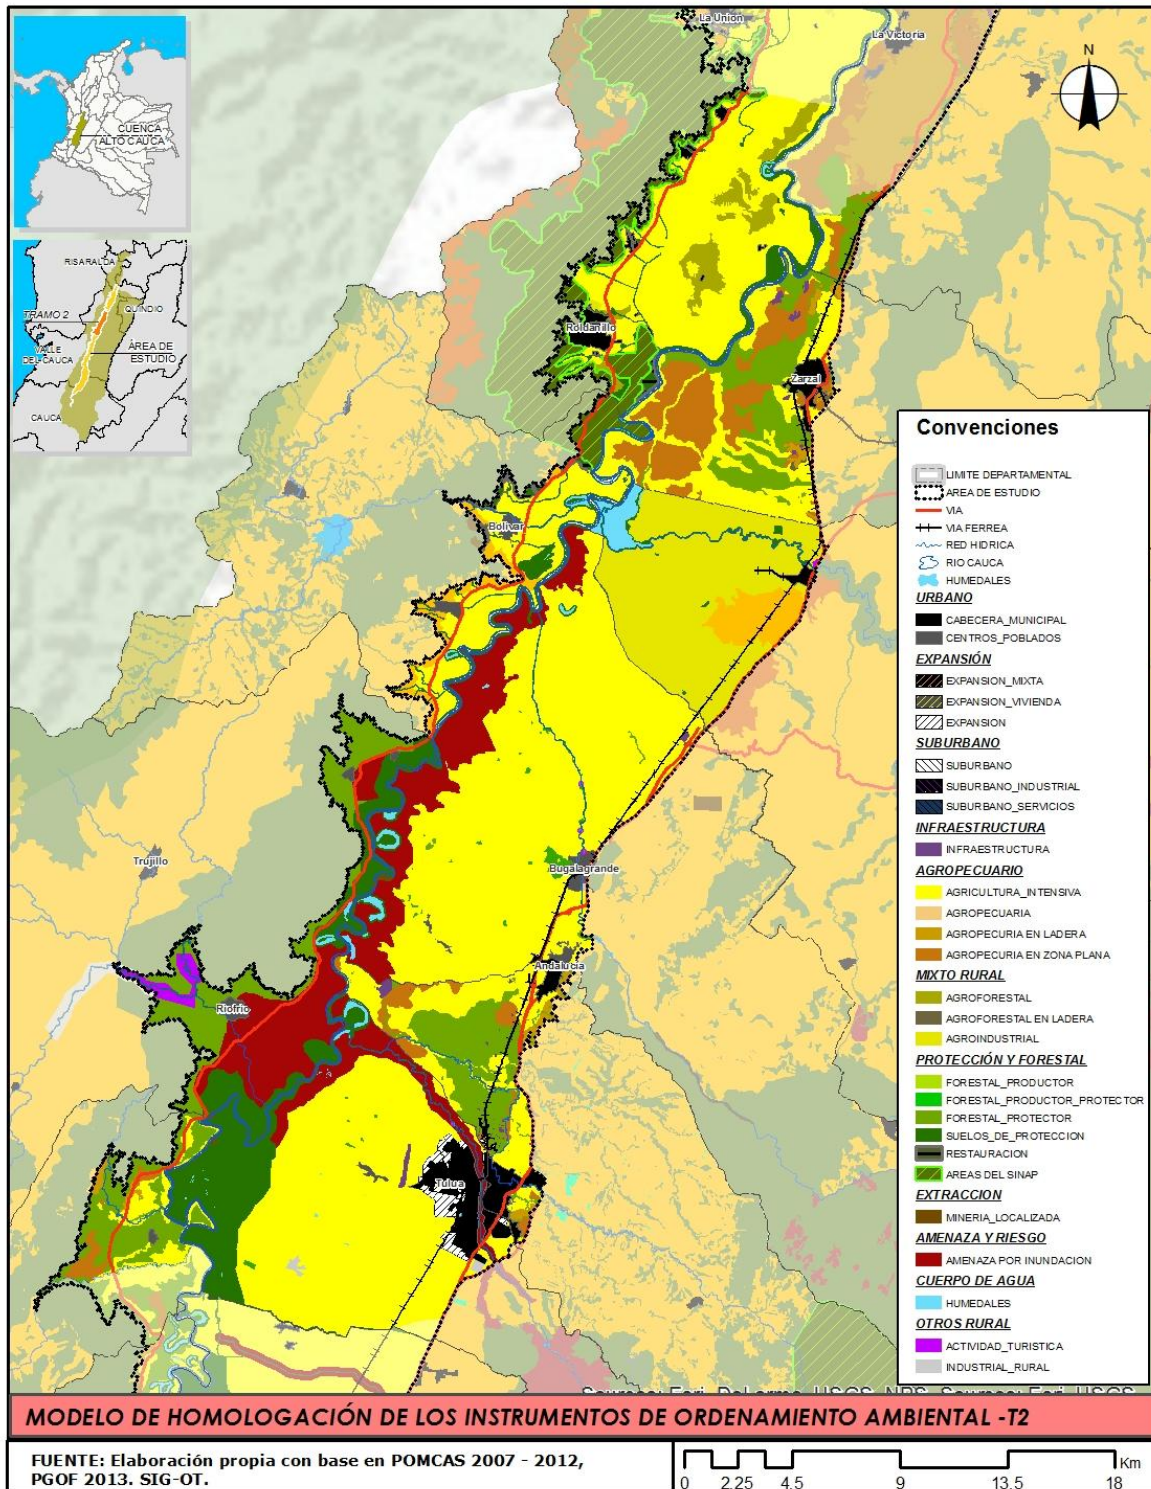 La Union
La Victoria
N
CUENCA
ALTO CAUCA
RISARALDA
QUINDIO
TRAMO 2
VALLE
DEL CAUCA
ÁREA DE
ESTUDIO
CAUCA
Roldanillo
Zarzal
Bolivar
Trujillo
Bugalagrande
Andalucia
Riofrio
Tulua
Convenciones
LIMITE DEPARTAMENTAL
AREA DE ESTUDIO
VIA
VIA FERREA
RED HIDRICA
RIO CAUCA
HUMEDALES
URBANO
CABECERA_MUNICIPAL
CENTROS_POBLADOS
EXPANSIÓN
EXPANSION_MIXTA
EXPANSION_VIVIENDA
EXPANSION
SUBURBANO
SUBURBANO
SUBURBANO_INDUSTRIAL
SUBURBANO_SERVICIOS
INFRAESTRUCTURA
INFRAESTRUCTURA
AGROPECUARIO
AGRICULTURA_INTENSIVA
AGROPECUARIA
AGROPECURIA EN LADERA
AGROPECURIA EN ZONA PLANA
MIXTO RURAL
AGROFORESTAL
AGROFORESTAL EN LADERA
AGROINDUSTRIAL
PROTECCIÓN Y FORESTAL
FORESTAL_PRODUCTOR
FORESTAL_PRODUCTOR_PROTECTOR
FORESTAL_PROTECTOR
SUELOS_DE_PROTECCION
RESTAURACION
AREAS DEL SINAP
EXTRACCION
MINERIA_LOCALIZADA
AMENAZA Y RIESGO
AMENAZA POR INUNDACION
CUERPO DE AGUA
HUMEDALES
OTROS RURAL
ACTIVIDAD_TURISTICA
INDUSTRIAL_RURAL
MODELO DE HOMOLOGACIÓN DE LOS INSTRUMENTOS DE ORDENAMIENTO AMBIENTAL -T2
FUENTE: Elaboración propia con base en POMCAS 2007 - 2012,
PGOF 2013. SIG-OT.
Km
0 2.25 4.5 9 13.5 18